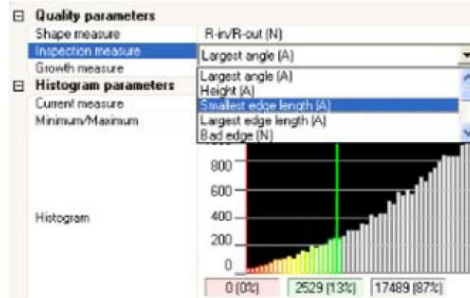 Quality parameters
Shape measure R-in/R-out (N)
Inspection measure Largest angle (A)
Growth measure Largest angle (A)
Height (A)
Histogram parameters
Current measure Smallest edge length (A)
Minimum/Maximum Largest edge length (A)
Bad edge (N)
800
600
Histogram 400
200
0
0 (0%) 2529 (13%) 17489 (87%)